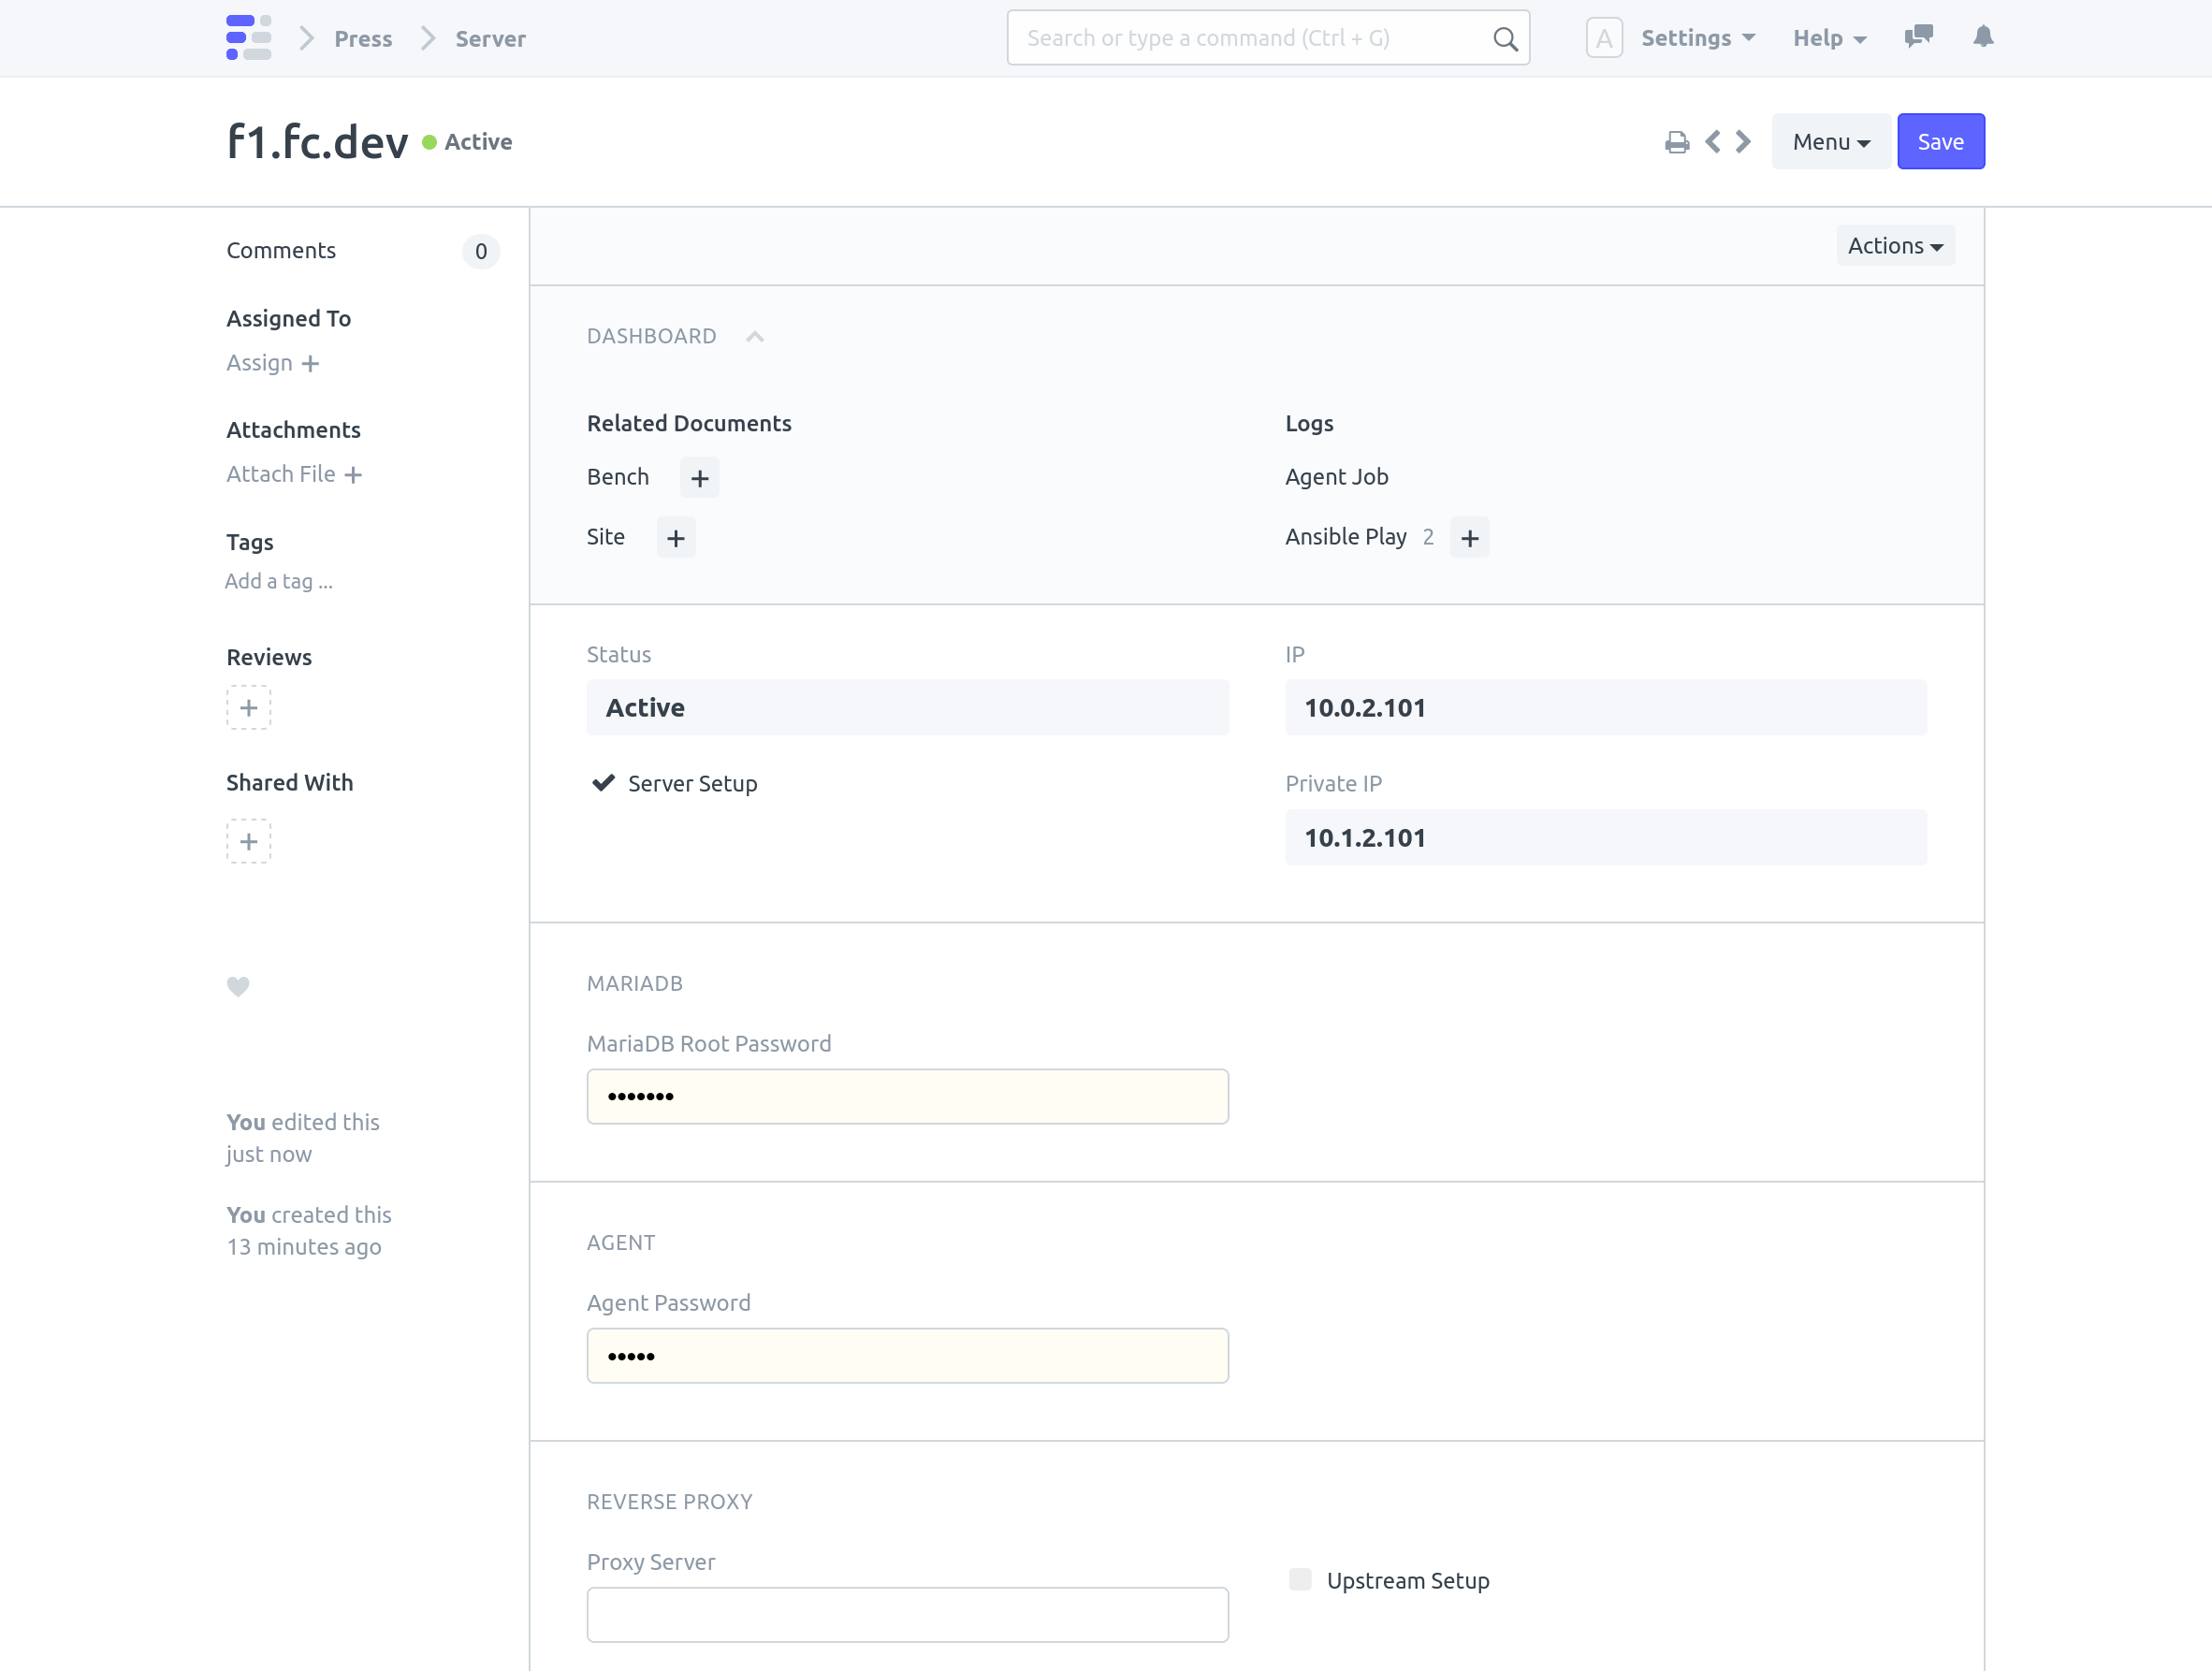 Press
Server
Search or type a command (Ctrl + G)
A
Settings
Help
f1.fc.dev
Active
Menu
Save
Comments
0
Assigned To
Assign +
Attachments
Attach File +
Tags
Add a tag ...
Reviews
+
Shared With
+
You edited this
just now
You created this
13 minutes ago
Actions
DASHBOARD
Related Documents
Bench +
Site +
Logs
Agent Job
Ansible Play 2 +
Status
Active
Server Setup
IP
10.0.2.101
Private IP
10.1.2.101
MARIADB
MariaDB Root Password
•••••••
AGENT
Agent Password
•••••
REVERSE PROXY
Proxy Server
Upstream Setup